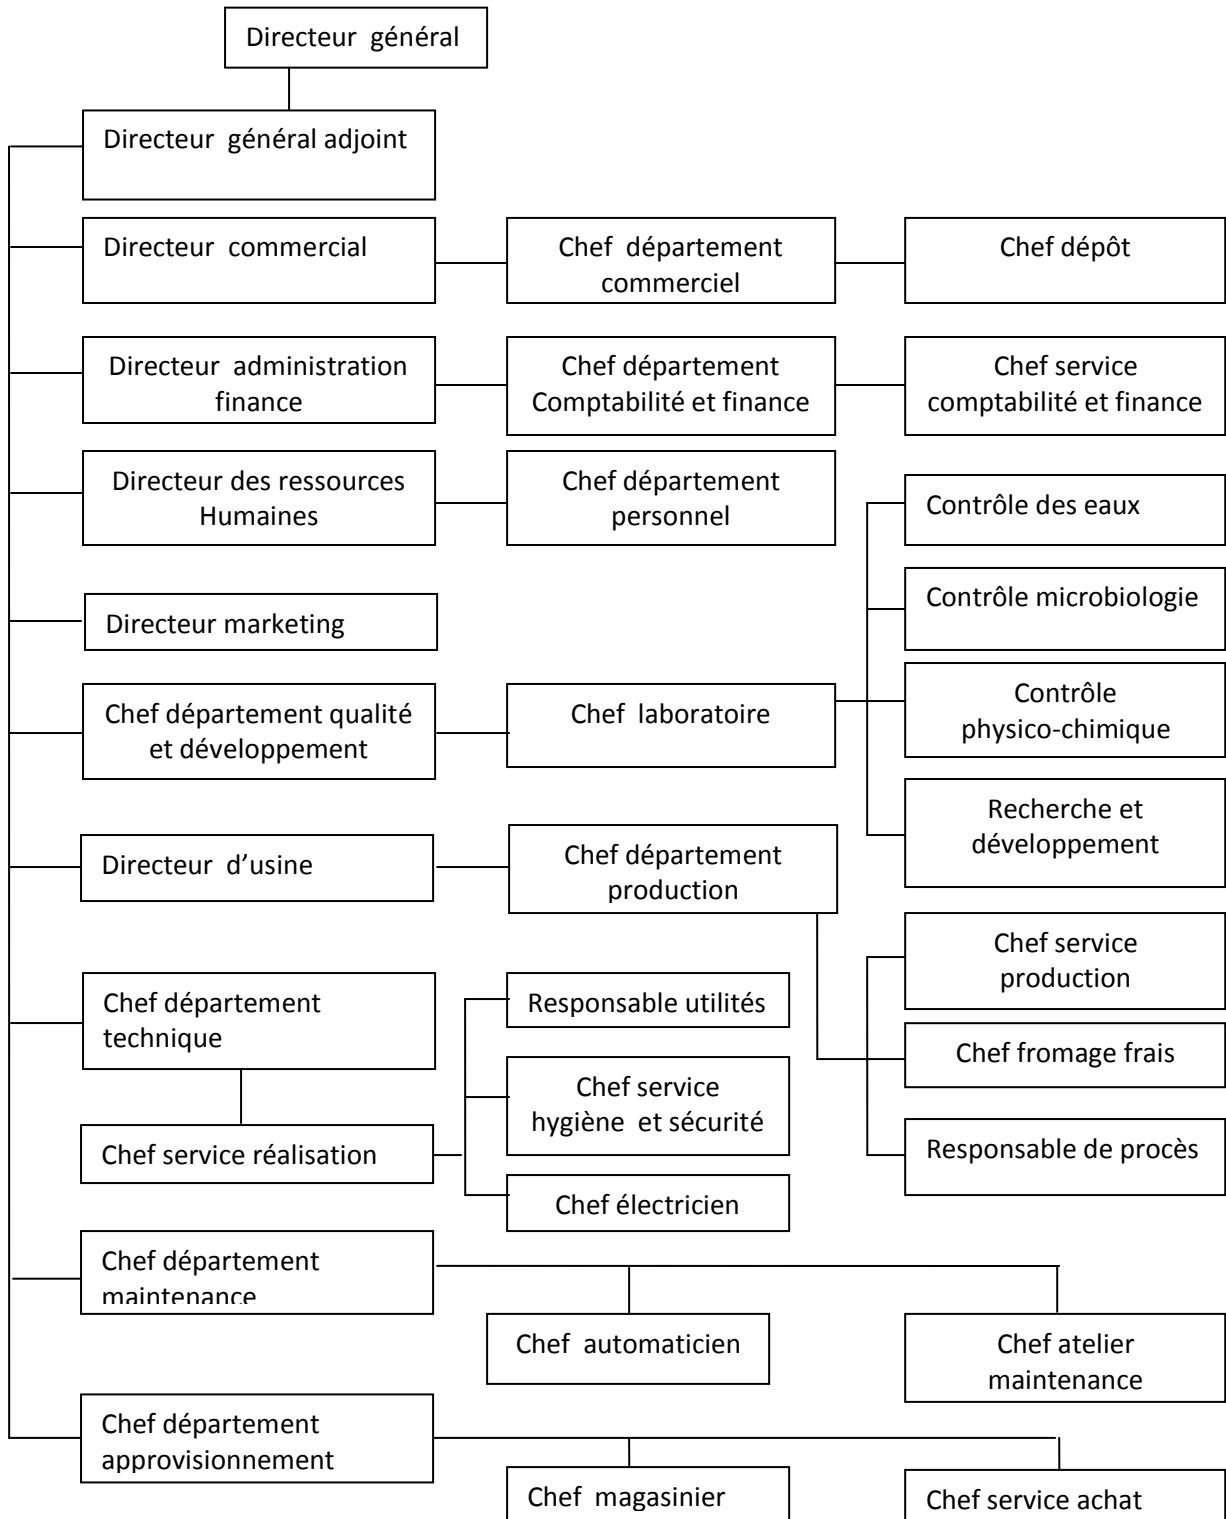 Directeur général
Directeur général adjoint
Directeur commercial
Chef département
commerciel
Chef dépôt
Directeur administration
finance
Chef département
Comptabilité et finance
Chef service
comptabilité et finance
Directeur des ressources
Humaines
Chef département
personnel
Contrôle des eaux
Contrôle microbiologie
Directeur marketing
Chef département qualité
et développement
Chef laboratoire
Contrôle
physico-chimique
Recherche et
développement
Directeur d’usine
Chef département
production
Chef service
production
Chef département
technique
Responsable utilités
Chef fromage frais
Chef service
hygiène et sécurité
Chef service réalisation
Responsable de procès
Chef électricien
Chef département
maintenance
Chef automaticien
Chef atelier
maintenance
Chef département
approvisionnement
Chef magasinier
Chef service achat